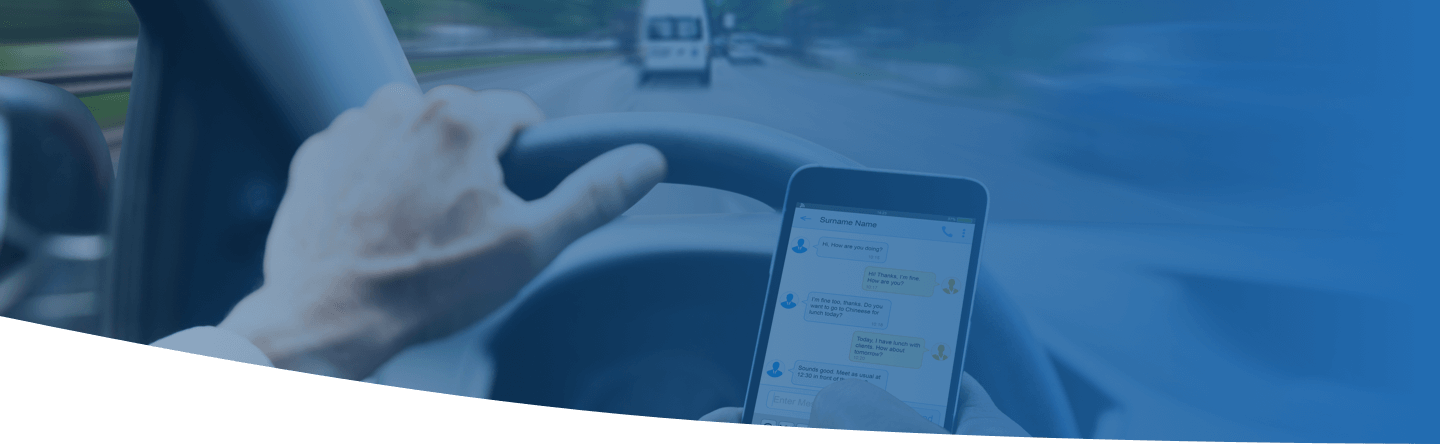 Surname Name
Hi. How are you doing?
Hi! Thanks, I'm fine.
How are you?
I'm fine too, thanks. Do you
want to go to Chineese for
lunch today?
Today, I have lunch with
clients. How about
tomorrow?
Sounds good. Meet as usual at
12:30 in front of
Enter